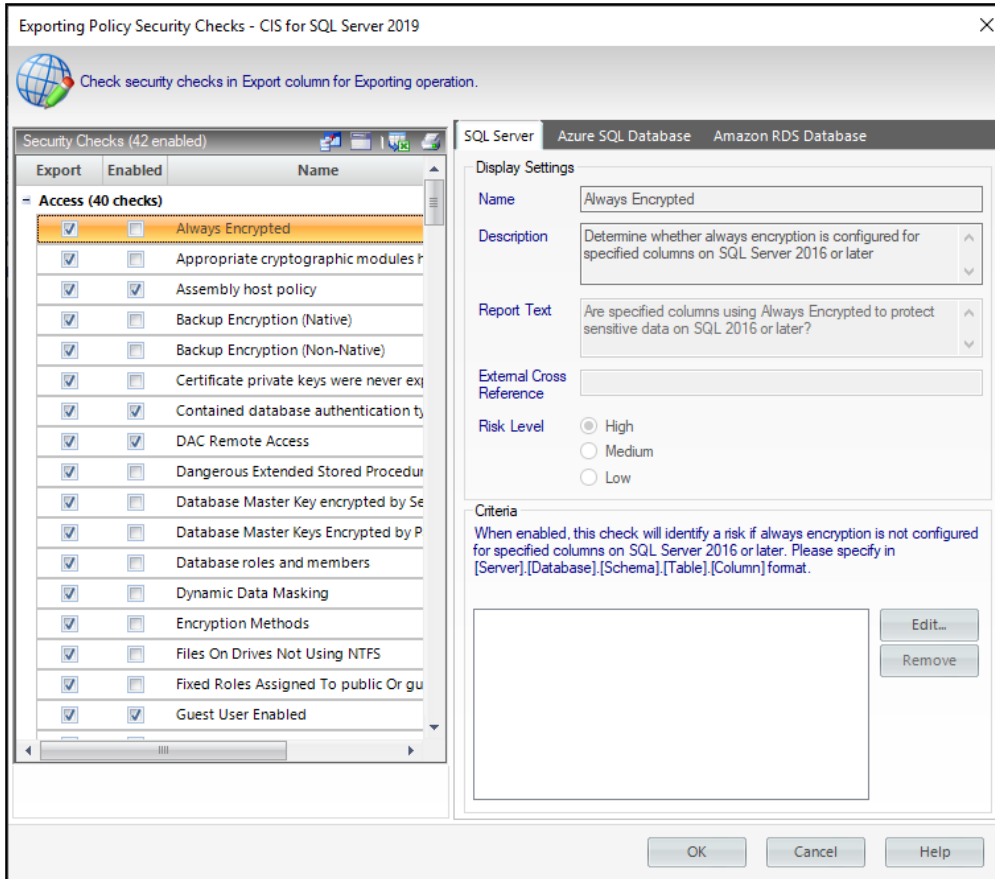 Exporting Policy Security Checks - CIS for SQL Server 2019
Check security checks in Export column for Exporting operation.
Security Checks (42 enabled)
Export Enabled Name
Access (40 checks)
Always Encrypted
Appropriate cryptographic modules h
Assembly host policy
Backup Encryption (Native)
Backup Encryption (Non-Native)
Certificate private keys were never exp
Contained database authentication ty
DAC Remote Access
Dangerous Extended Stored Procedur
Database Master Key encrypted by Se
Database Master Keys Encrypted by P
Database roles and members
Dynamic Data Masking
Encryption Methods
Files On Drives Not Using NTFS
Fixed Roles Assigned To public Or gu
Guest User Enabled
SQL Server Azure SQL Database Amazon RDS Database
Display Settings
Name Always Encrypted
Description Determine whether always encryption is configured for
specified columns on SQL Server 2016 or later
Report Text Are specified columns using Always Encrypted to protect
sensitive data on SQL 2016 or later?
External Cross
Reference
Risk Level High
Medium
Low
Criteria
When enabled, this check will identify a risk if always encryption is not configured
for specified columns on SQL Server 2016 or later. Please specify in
[Server].[Database].[Schema].[Table].[Column] format.
Edit...
Remove
OK Cancel Help